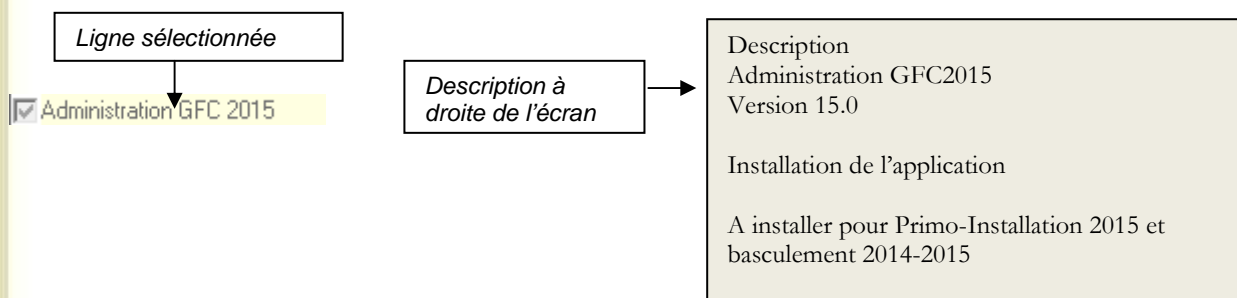 Ligne sélectionnée
Administration GFC 2015
Description à
droite de l'écran
Description
Administration GFC2015
Version 15.0
Installation de l'application
A installer pour Primo-Installation 2015 et
basculement 2014-2015